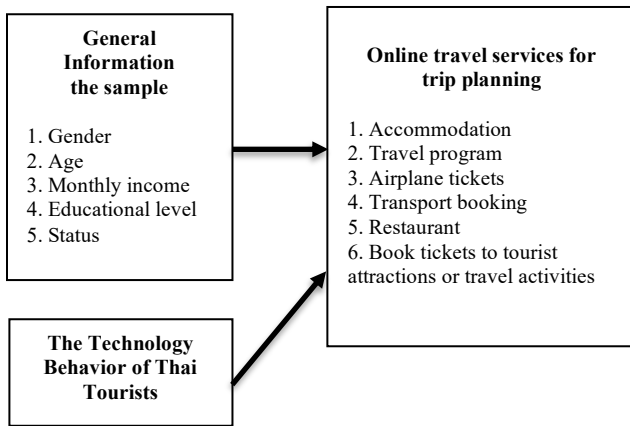 General
Information
the sample
1. Gender
2. Age
3. Monthly income
4. Educational level
5. Status
Online travel services for
trip planning
1. Accommodation
2. Travel program
3. Airplane tickets
4. Transport booking
5. Restaurant
6. Book tickets to tourist
attractions or travel activities
The Technology
Behavior of Thai
Tourists